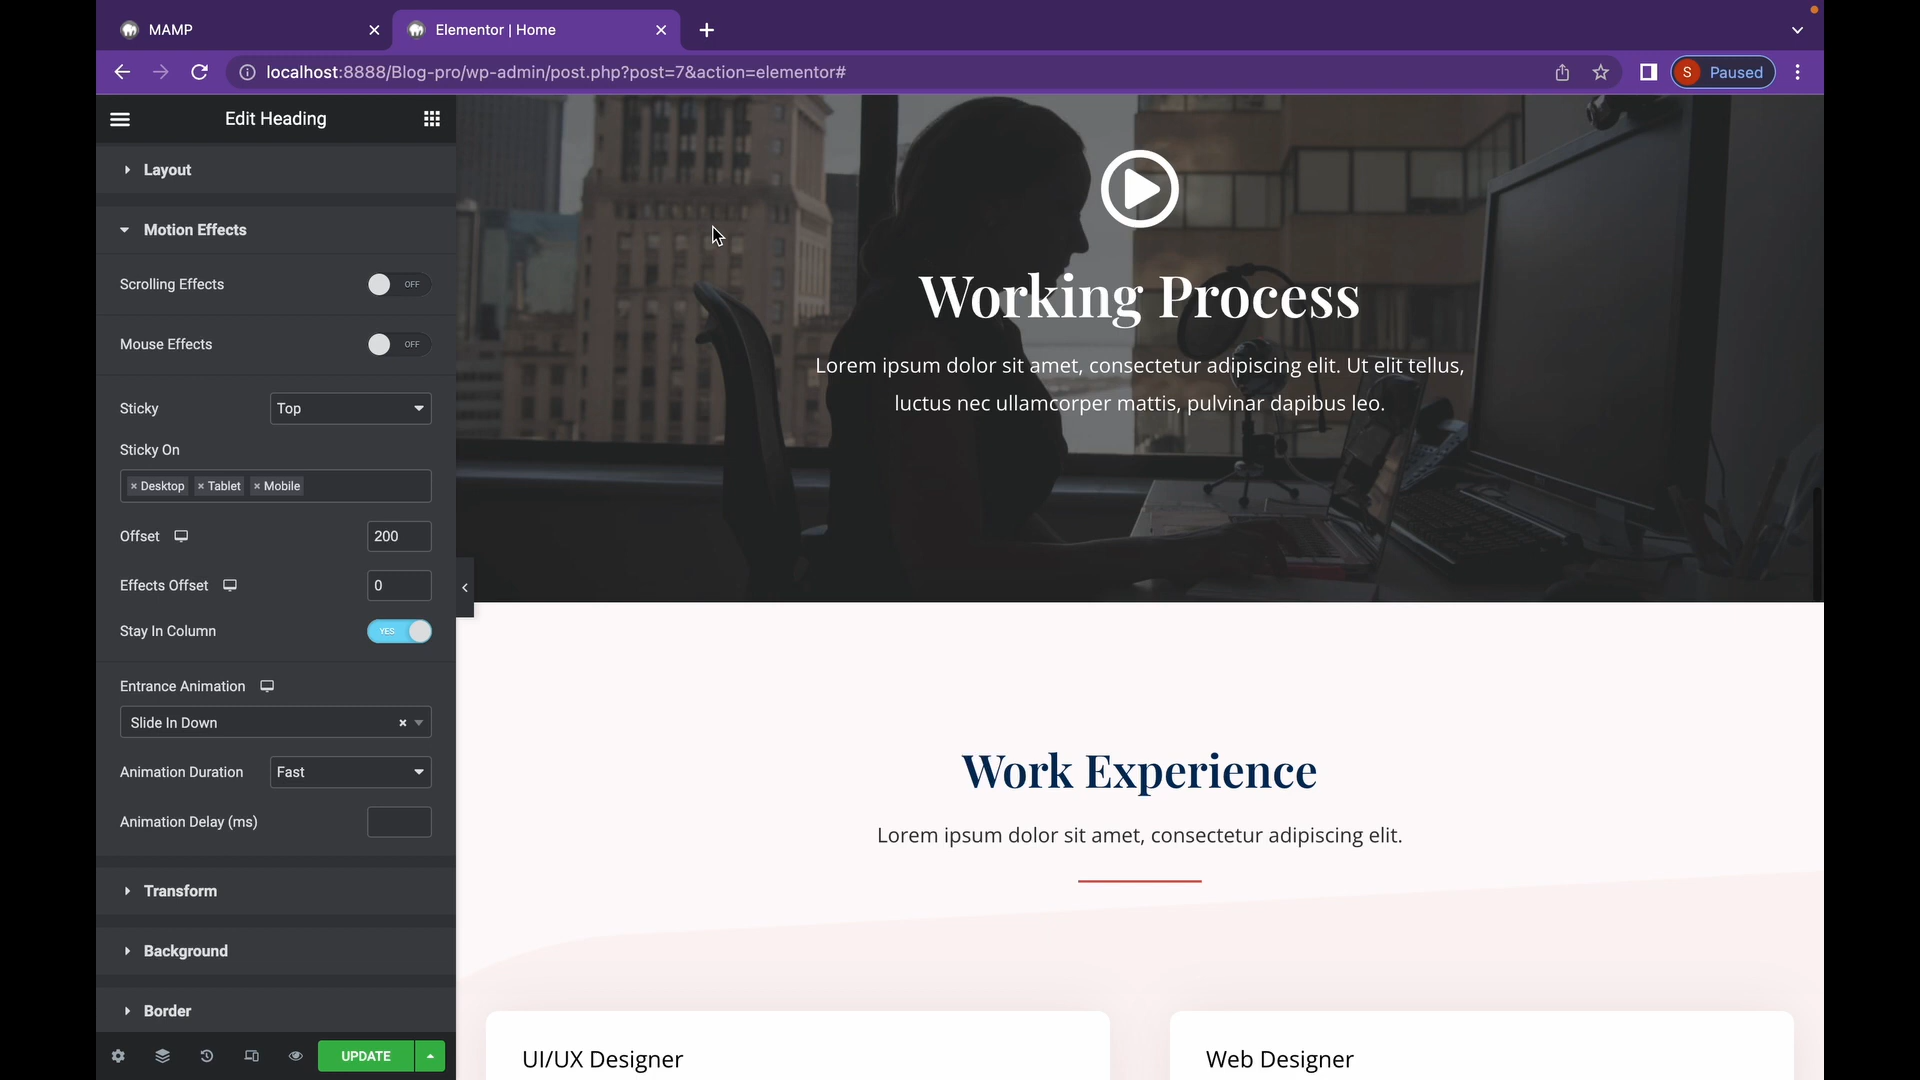 MAMP
Elementor | Home
localhost:8888/Blog-pro/wp-admin/post.php?post=7&action=elementor#
S
Paused
Edit Heading
Layout
Motion Effects
Scrolling Effects
OFF
Mouse Effects
OFF
Sticky
Top
Sticky On
× Desktop × Tablet × Mobile
Offset
200
Effects Offset
0
Stay In Column
YES
Entrance Animation
Slide In Down
×
Animation Duration
Fast
Animation Delay (ms)
Transform
Background
Border
UPDATE
Working Process
Lorem ipsum dolor sit amet, consectetur adipiscing elit. Ut elit tellus,
luctus nec ullamcorper mattis, pulvinar dapibus leo.
Work Experience
Lorem ipsum dolor sit amet, consectetur adipiscing elit.
UI/UX Designer
Web Designer